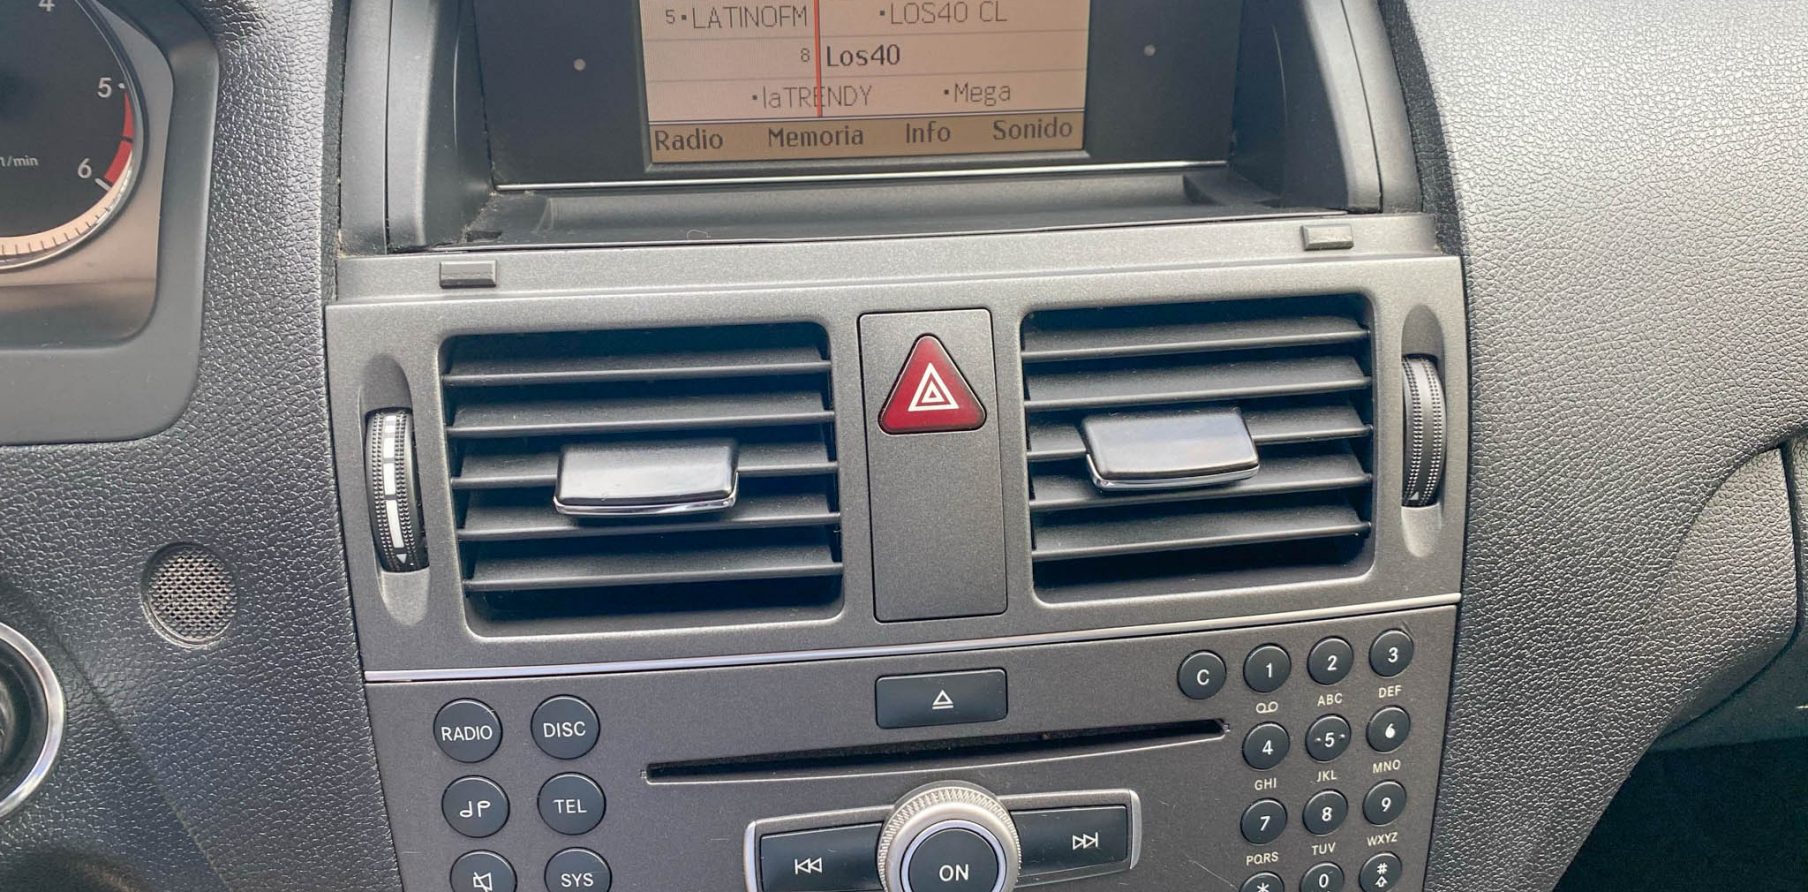 4
5
1/min
6
5 • LATINOFM • LOS40 CL
8 Los40
• laTRENDY • Mega
Radio Memoria Info Sonido
RADIO DISC
TEL
SYS
ON
C 1 2 3
ABC DEF
4 5 6
GHI JKL MNO
7 8 9
PQRS TUV WXYZ
* 0 #